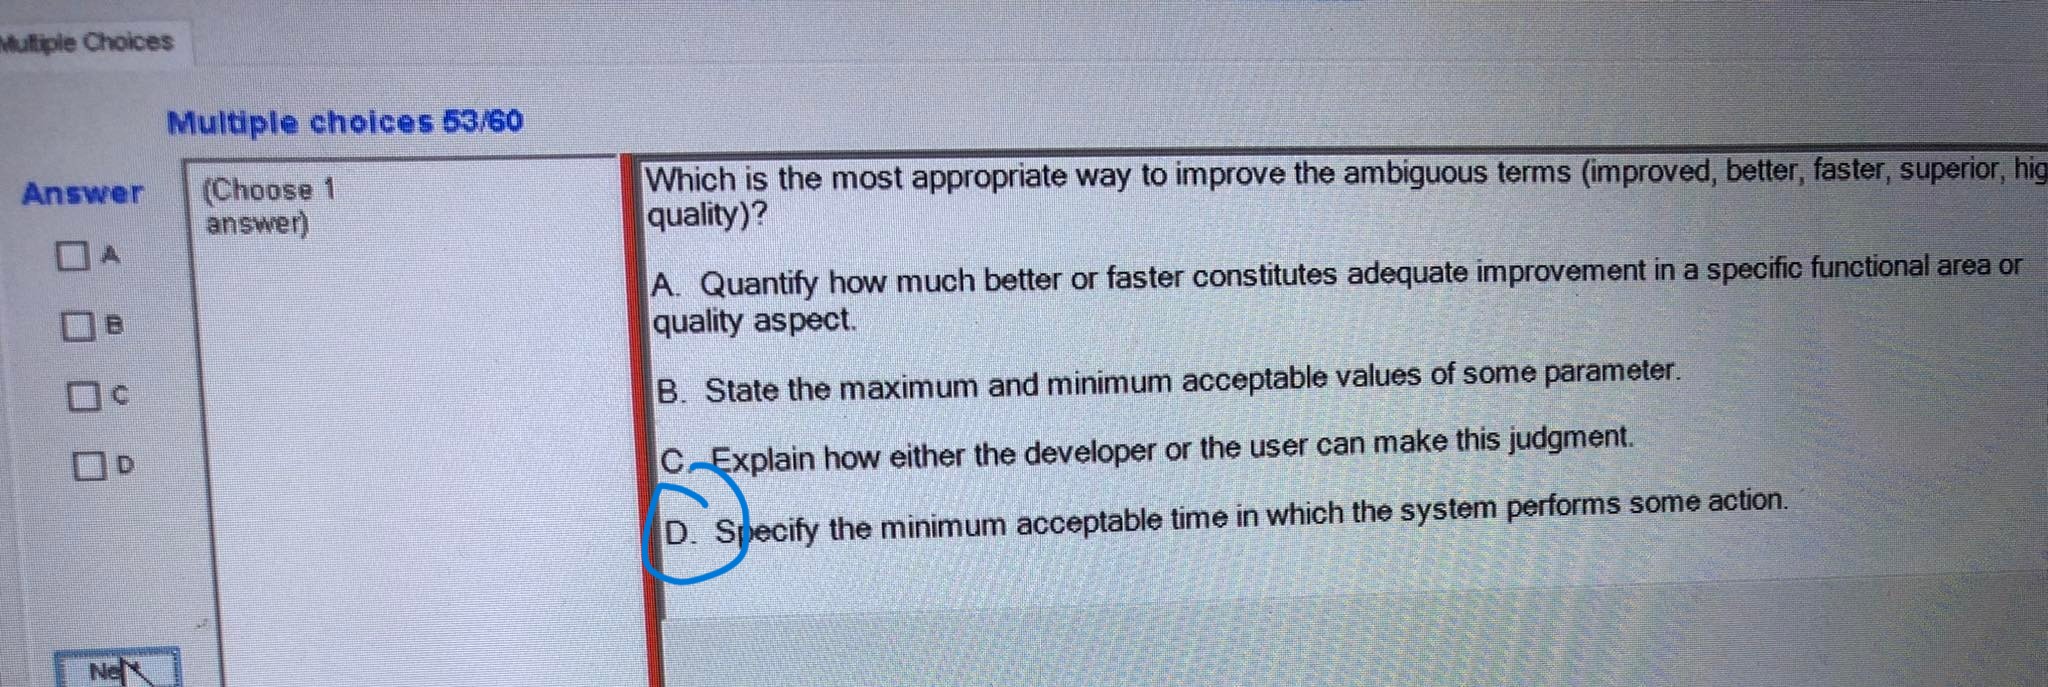 Multiple Choices
Multiple choices 53/60
Answer
(Choose 1
answer)
A
B
C
D
Which is the most appropriate way to improve the ambiguous terms (improved, better, faster, superior, hig
quality)?
A. Quantify how much better or faster constitutes adequate improvement in a specific functional area or
quality aspect.
B. State the maximum and minimum acceptable values of some parameter.
C. Explain how either the developer or the user can make this judgment.
D. Specify the minimum acceptable time in which the system performs some action.